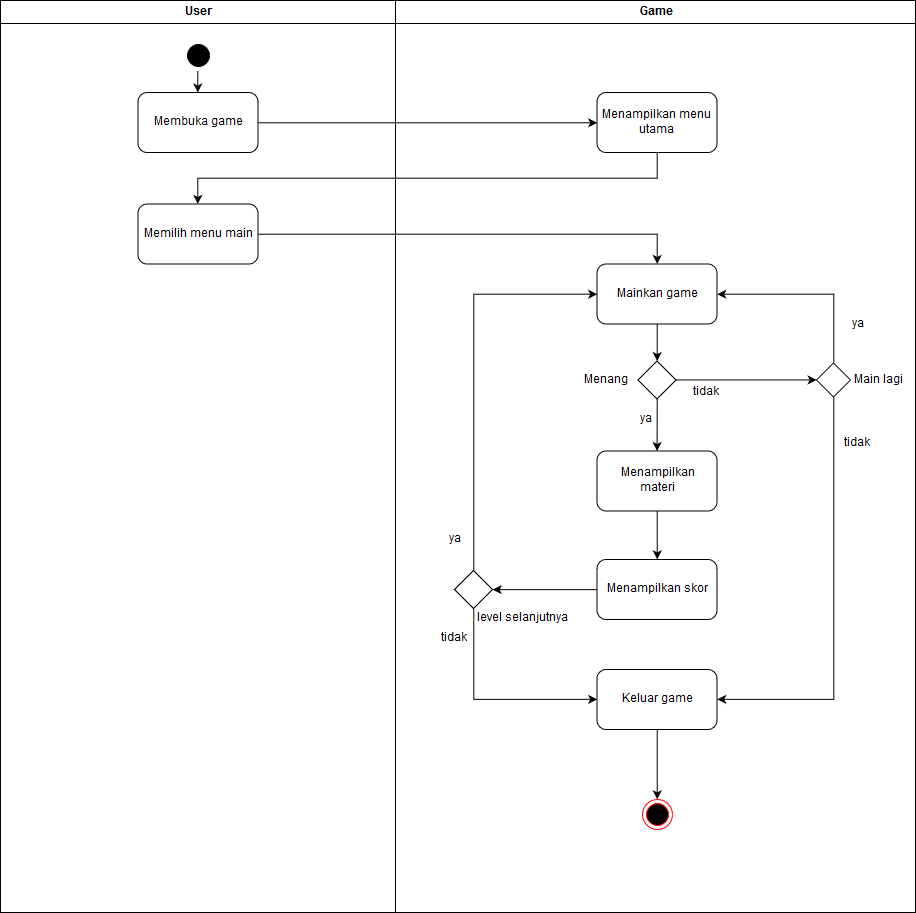 User
Game
Membuka game
Menampilkan menu
utama
Memilih menu main
Mainkan game
ya
Menang
tidak
Main lagi
ya
tidak
Menampilkan
materi
ya
Menampilkan skor
level selanjutnya
tidak
Keluar game